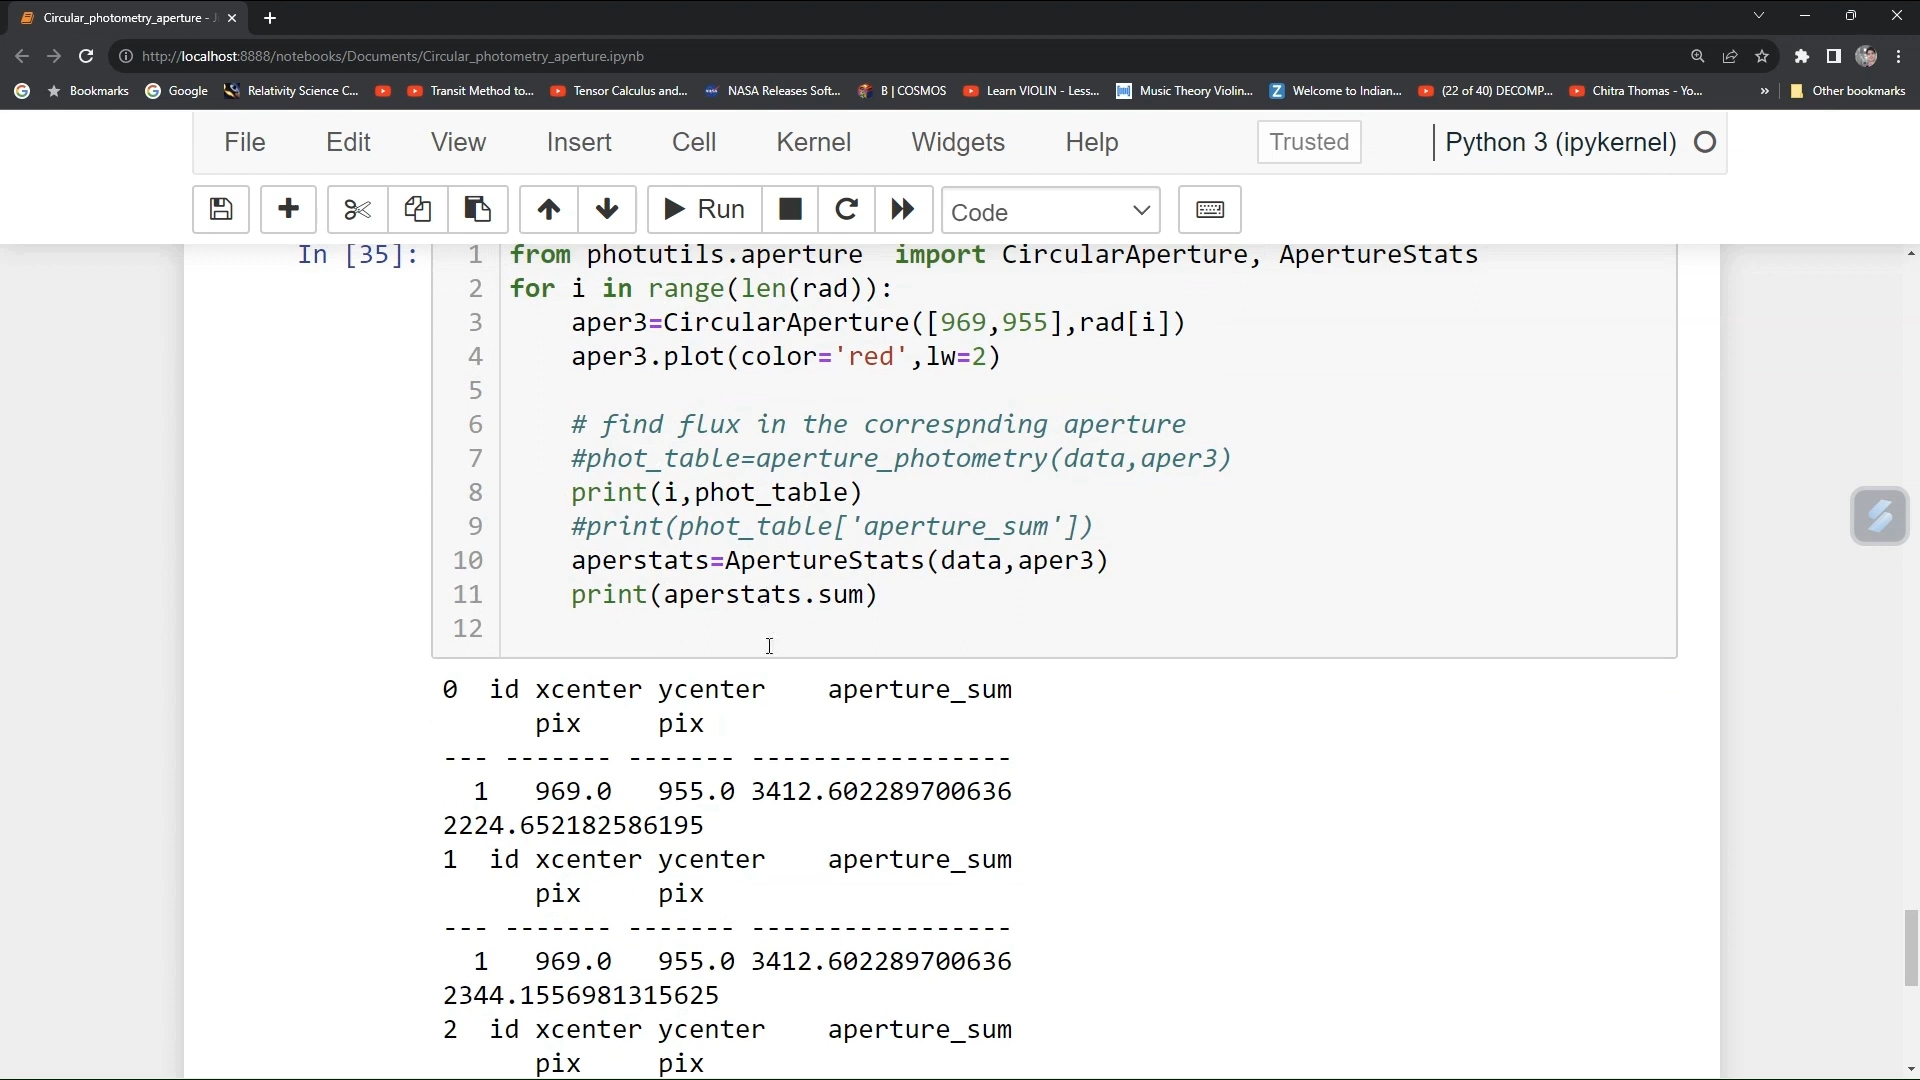 Circular_photometry_aperture - J
http://localhost:8888/notebooks/Documents/Circular_photometry_aperture.ipynb
Bookmarks Google Relativity Science C... Transit Method to... Tensor Calculus and... NASA Releases Soft... B | COSMOS Learn VIOLIN - Less... Music Theory Violin... Welcome to Indian... (22 of 40) DECOMP... Chitra Thomas - Yo... » Other bookmarks
File Edit View Insert Cell Kernel Widgets Help Trusted Python 3 (ipykernel)
Run Code
In [35]: 1 from photutils.aperture  import CircularAperture, ApertureStats
2 for i in range(len(rad)):
3     aper3=CircularAperture([969,955],rad[i])
4     aper3.plot(color='red',lw=2)
5
6     # find flux in the correspnding aperture
7     #phot_table=aperture_photometry(data,aper3)
8     print(i,phot_table)
9     #print(phot_table['aperture_sum'])
10     aperstats=ApertureStats(data,aper3)
11     print(aperstats.sum)
12
0  id xcenter ycenter    aperture_sum
pix     pix
--- ------- ------- -----------------
1   969.0   955.0 3412.602289700636
2224.652182586195
1  id xcenter ycenter    aperture_sum
pix     pix
--- ------- ------- -----------------
1   969.0   955.0 3412.602289700636
2344.1556981315625
2  id xcenter ycenter    aperture_sum
pix     pix